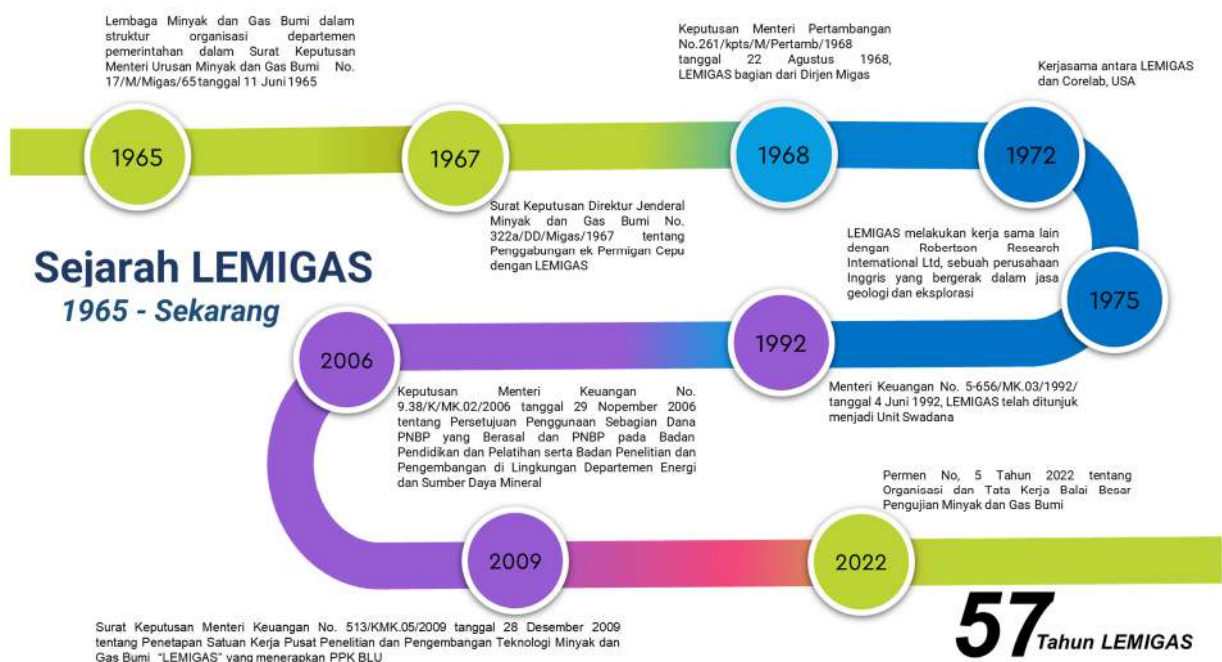 Lembaga Minyak dan Gas Bumi dalam
struktur organisasi departemen
pemerintahan dalam Surat Keputusan
Menteri Urusan Minyak dan Gas Bumi No.
17/M/Migas/65 tanggal 11 Juni 1965
Keputusan Menteri Pertambangan
No.261/kpts/M/Pertamb/1968
tanggal 22 Agustus 1968,
LEMIGAS bagian dari Dirjen Migas
Kerjasama antara LEMIGAS
dan Corelab, USA
1965
1967
1968
1972
Surat Keputusan Direktur Jenderal
Minyak dan Gas Bumi No.
322a/DD/Migas/1967 tentang
Penggabungan ek Permigan Cepu
dengan LEMIGAS
LEMIGAS melakukan kerja sama lain
dengan Robertson Research
International Ltd, sebuah perusahaan
Inggris yang bergerak dalam jasa
geologi dan eksplorasi
1975
Sejarah LEMIGAS
1965 - Sekarang
2006
1992
Keputusan Menteri Keuangan No.
9.38/K/MK.02/2006 tanggal 29 Nopember 2006
tentang Persetujuan Penggunaan Sebagian Dana
PNBP yang Berasal dan PNBP pada Badan
Pendidikan dan Pelatihan serta Badan Penelitian dan
Pengembangan di Lingkungan Departemen Energi
dan Sumber Daya Mineral
Menteri Keuangan No. 5-656/MK.03/1992/
tanggal 4 Juni 1992, LEMIGAS telah ditunjuk
menjadi Unit Swadana
Permen No, 5 Tahun 2022 tentang
Organisasi dan Tata Kerja Balai Besar
Pengujian Minyak dan Gas Bumi
2009
2022
Surat Keputusan Menteri Keuangan No. 513/KMK.05/2009 tanggal 28 Desember 2009
tentang Penetapan Satuan Kerja Pusat Penelitian dan Pengembangan Teknologi Minyak dan
Gas Bumi "LEMIGAS" yang menerapkan PPK BLU
57 Tahun LEMIGAS